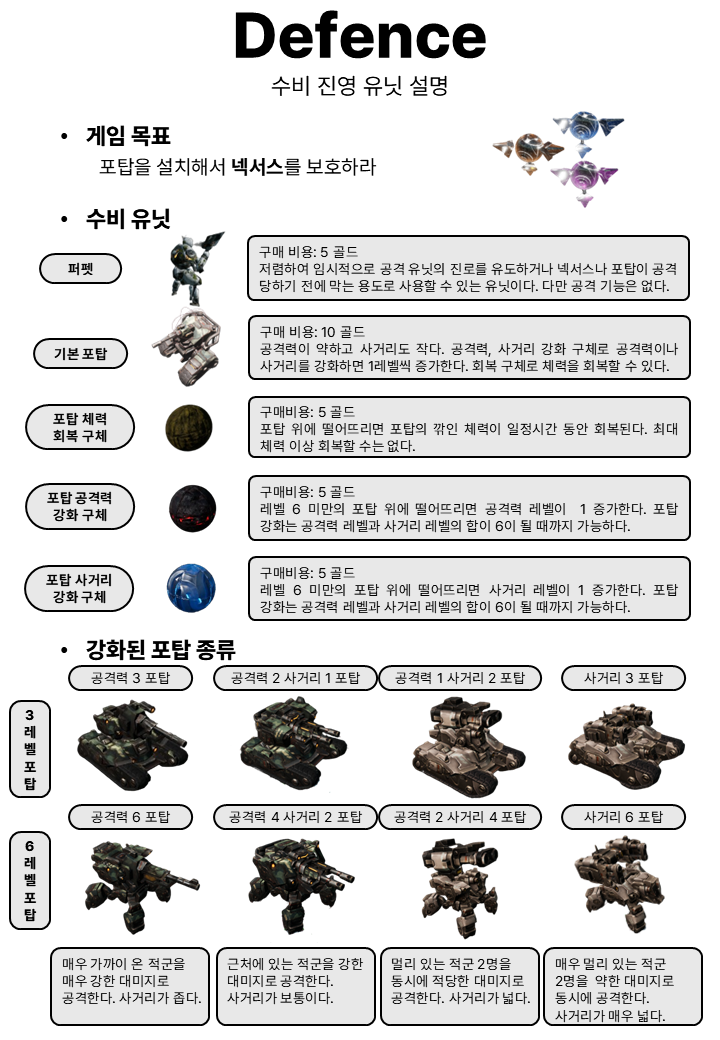 Defence
수비 진영 유닛 설명
• 게임 목표
포탑을 설치해서 넥서스를 보호하라
• 수비 유닛
퍼펫
구매 비용: 5 골드
저렴하여 임시적으로 공격 유닛의 진로를 유도하거나 넥서스나 포탑이 공격
당하기 전에 막는 용도로 사용할 수 있는 유닛이다. 다만 공격 기능은 없다.
기본 포탑
구매 비용: 10 골드
공격력이 약하고 사거리도 작다. 공격력, 사거리 강화 구체로 공격력이나
사거리를 강화하면 1레벨씩 증가한다. 회복 구체로 체력을 회복할 수 있다.
포탑 체력
회복 구체
구매비용: 5 골드
포탑 위에 떨어뜨리면 포탑의 깎인 체력이 일정시간 동안 회복된다. 최대
체력 이상 회복할 수는 없다.
포탑 공격력
강화 구체
구매비용: 5 골드
레벨 6 미만의 포탑 위에 떨어뜨리면 공격력 레벨이 1 증가한다. 포탑
강화는 공격력 레벨과 사거리 레벨의 합이 6이 될 때까지 가능하다.
포탑 사거리
강화 구체
구매비용: 5 골드
레벨 6 미만의 포탑 위에 떨어뜨리면 사거리 레벨이 1 증가한다. 포탑
강화는 공격력 레벨과 사거리 레벨의 합이 6이 될 때까지 가능하다.
• 강화된 포탑 종류
공격력 3 포탑
공격력 2 사거리 1 포탑
공격력 1 사거리 2 포탑
사거리 3 포탑
3
레
벨
포
탑
공격력 6 포탑
공격력 4 사거리 2 포탑
공격력 2 사거리 4 포탑
사거리 6 포탑
6
레
벨
포
탑
매우 가까이 온 적군을
매우 강한 대미지로
공격한다. 사거리가 좁다.
근처에 있는 적군을 강한
대미지로 공격한다.
사거리가 보통이다.
멀리 있는 적군 2명을
동시에 적당한 대미지로
공격한다. 사거리가 넓다.
매우 멀리 있는 적군
2명을 약한 대미지로
동시에 공격한다.
사거리가 매우 넓다.